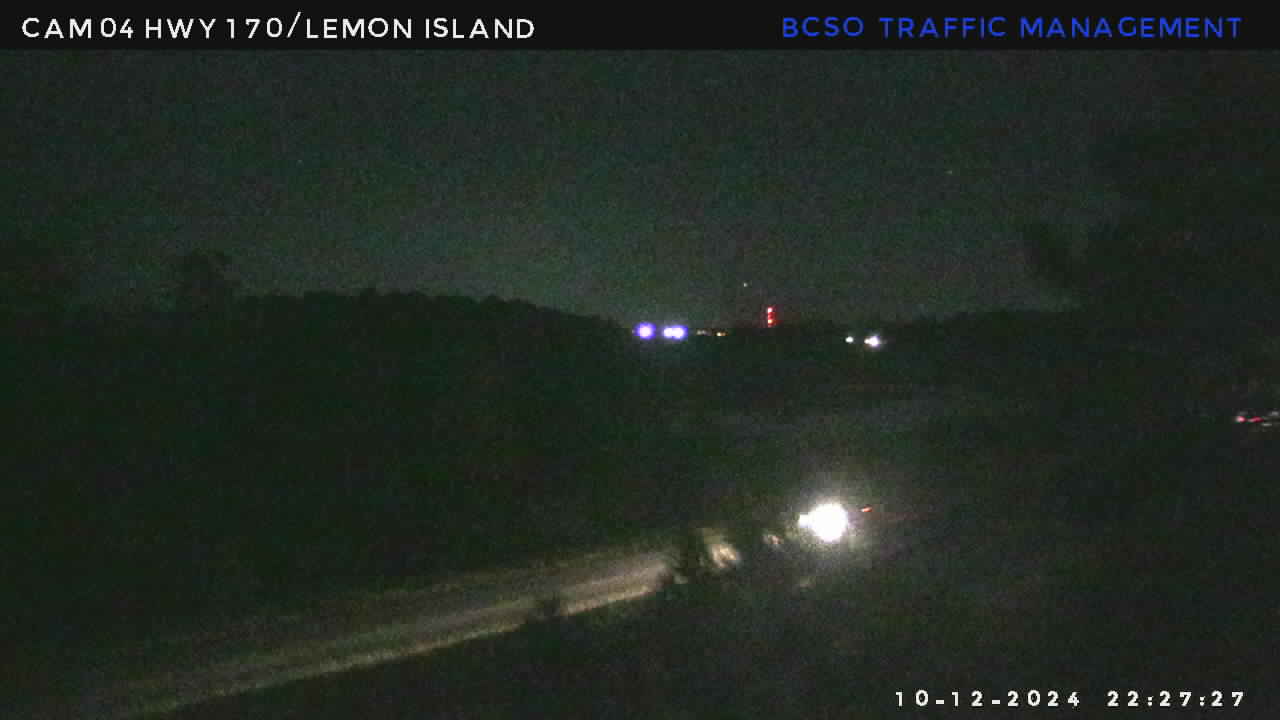 CAM04 HWY 170/LEMON ISLAND
BCSO TRAFFIC MANAGEMENT
10-12-2024 22:27:27